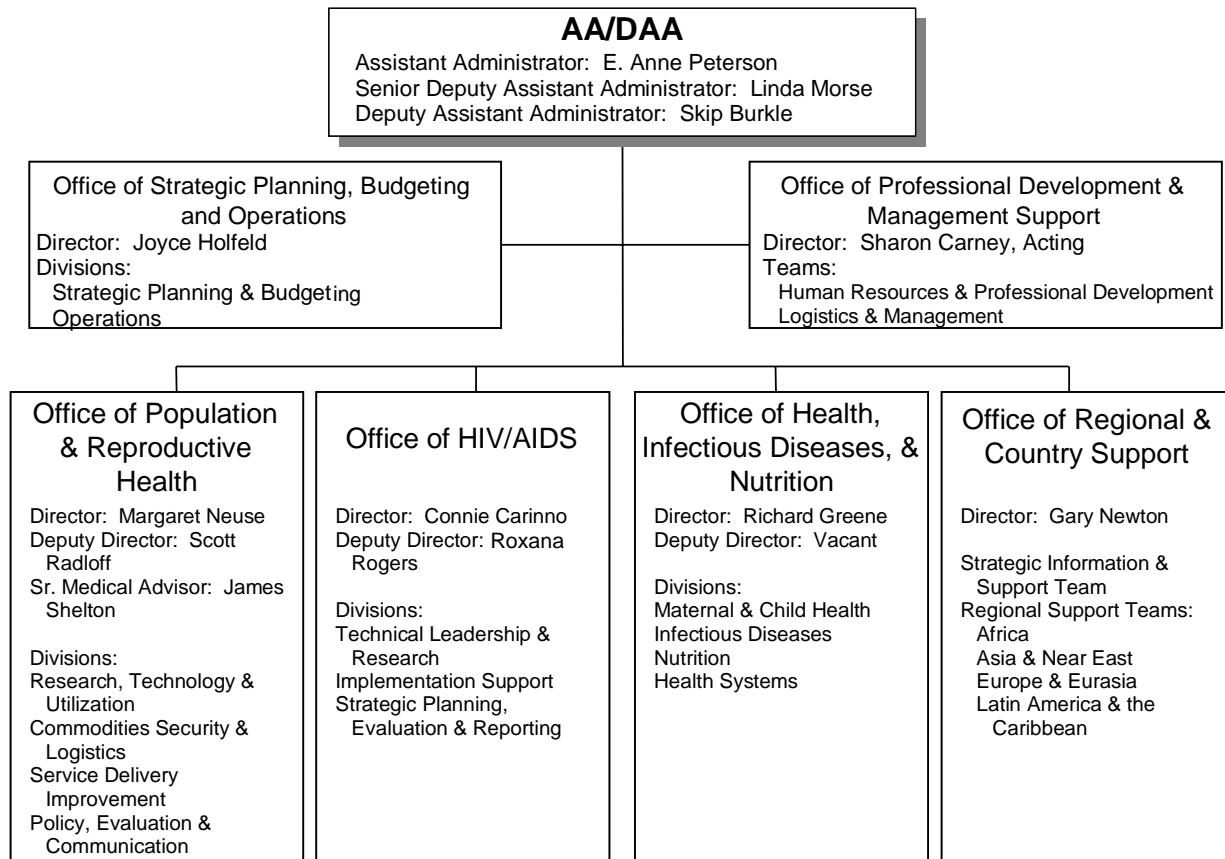 AA/DAA
Assistant Administrator: E. Anne Peterson
Senior Deputy Assistant Administrator: Linda Morse
Deputy Assistant Administrator: Skip Burkle
Office of Strategic Planning, Budgeting
and Operations
Director: Joyce Holfeld
Divisions:
Strategic Planning & Budgeting
Operations
Office of Professional Development &
Management Support
Director: Sharon Carney, Acting
Teams:
Human Resources & Professional Development
Logistics & Management
Office of Population
& Reproductive
Health
Director: Margaret Neuse
Deputy Director: Scott
Radloff
Sr. Medical Advisor: James
Shelton
Divisions:
Research, Technology &
Utilization
Commodities Security &
Logistics
Service Delivery
Improvement
Policy, Evaluation &
Communication
Office of HIV/AIDS
Director: Connie Carinno
Deputy Director: Roxana
Rogers
Divisions:
Technical Leadership &
Research
Implementation Support
Strategic Planning,
Evaluation & Reporting
Office of Health,
Infectious Diseases, &
Nutrition
Director: Richard Greene
Deputy Director: Vacant
Divisions:
Maternal & Child Health
Infectious Diseases
Nutrition
Health Systems
Office of Regional &
Country Support
Director: Gary Newton
Strategic Information &
Support Team
Regional Support Teams:
Africa
Asia & Near East
Europe & Eurasia
Latin America & the
Caribbean